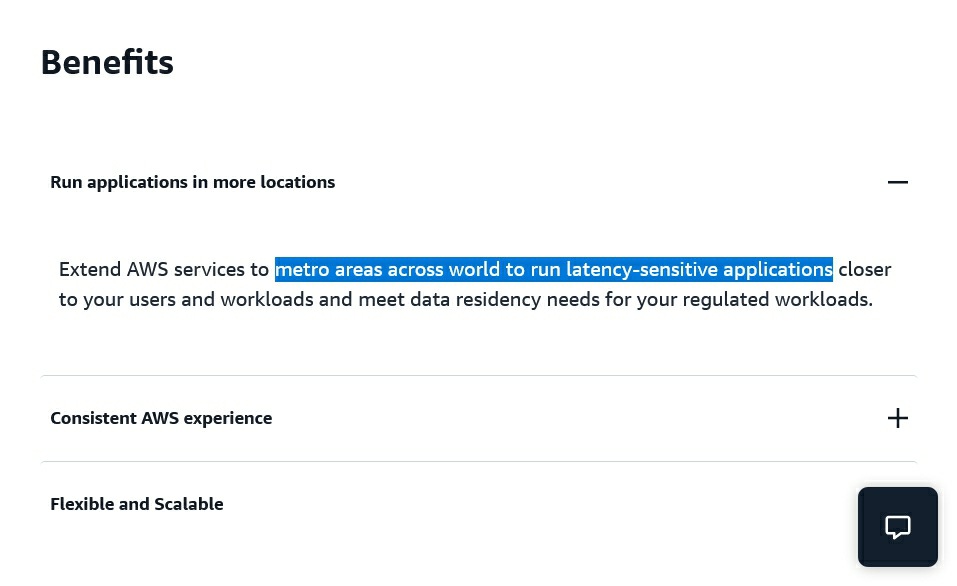 Benefits
Run applications in more locations
Extend AWS services to metro areas across world to run latency-sensitive applications closer
to your users and workloads and meet data residency needs for your regulated workloads.
Consistent AWS experience
Flexible and Scalable